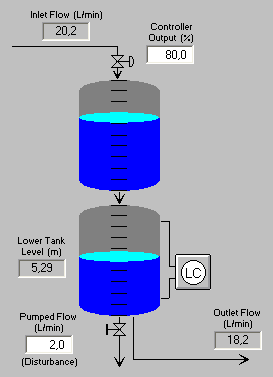 Inlet Flow (L/min)
20,2
Controller
Output (%)
80,0
Lower Tank
Level (m)
5,29
LC
Pumped Flow
(L/min)
2,0
(Disturbance)
Outlet Flow
(L/min)
18,2